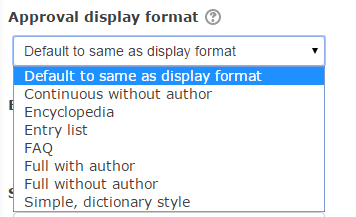 Approval display format ?
Default to same as display format ▼
Default to same as display format
Continuous without author
Encyclopedia
Entry list
FAQ
Full with author
Full without author
Simple, dictionary style